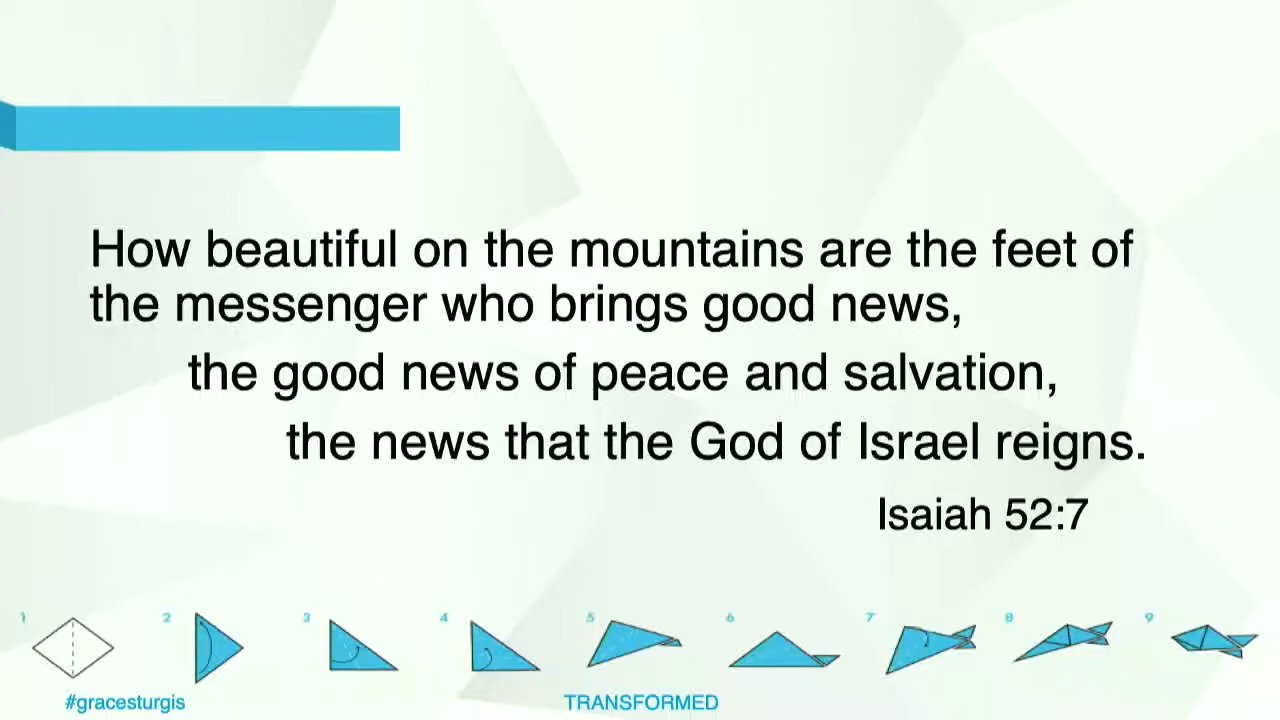 How beautiful on the mountains are the feet of
the messenger who brings good news,
the good news of peace and salvation,
the news that the God of Israel reigns.
Isaiah 52:7
1 2 3 4 5 6 7 8 9
#gracesturgis TRANSFORMED